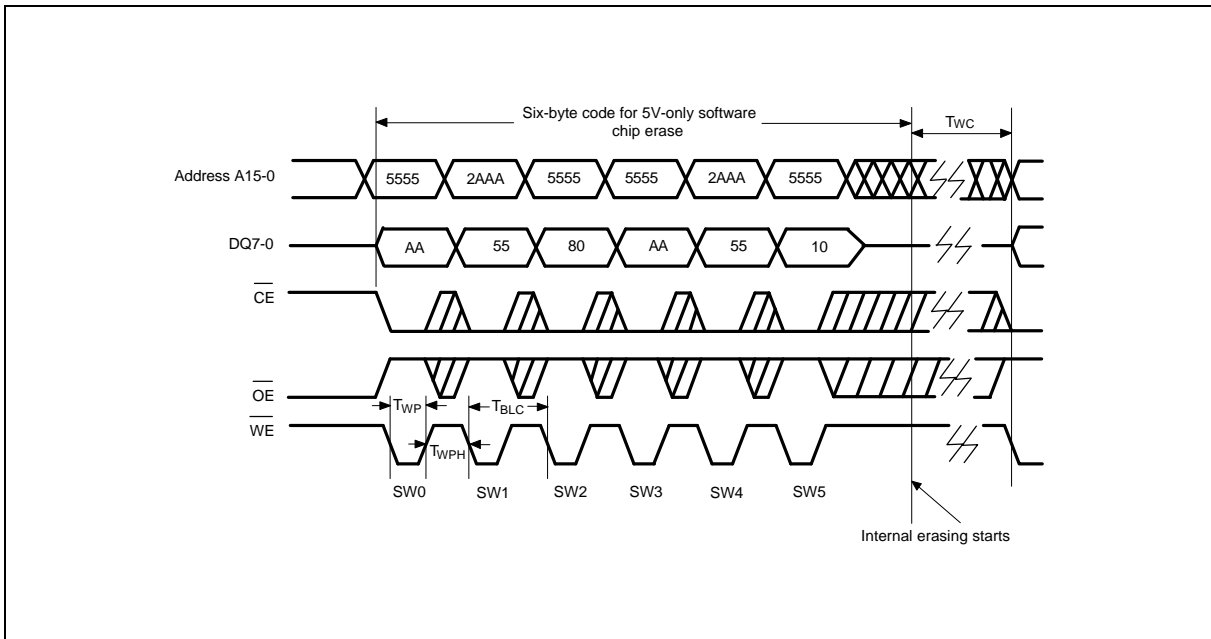 Six-byte code for 5V-only software
chip erase
TWC
Address A15-0
5555
2AAA
5555
5555
2AAA
5555
DQ7-0
AA
55
80
AA
55
10
CE
OE
TWP
TBLC
WE
TWPH
SW0
SW1
SW2
SW3
SW4
SW5
Internal erasing starts